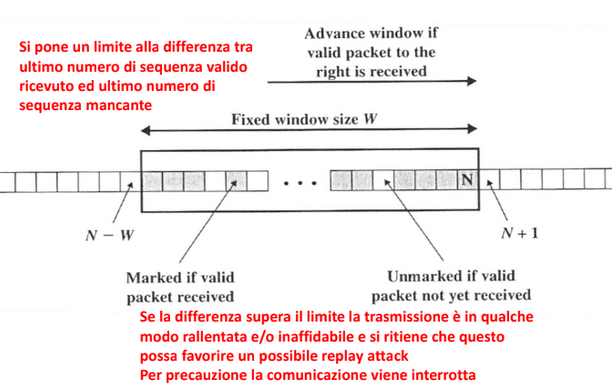 Si pone un limite alla differenza tra
ultimo numero di sequenza valido
ricevuto ed ultimo numero di
sequenza mancante
Advance window if
valid packet to the
right is received
Fixed window size W
N
N – W
N + 1
Marked if valid
packet received
Unmarked if valid
packet not yet received
Se la differenza supera il limite la trasmissione è in qualche
modo rallentata e/o inaffidabile e si ritiene che questo
possa favorire un possibile replay attack
Per precauzione la comunicazione viene interrotta